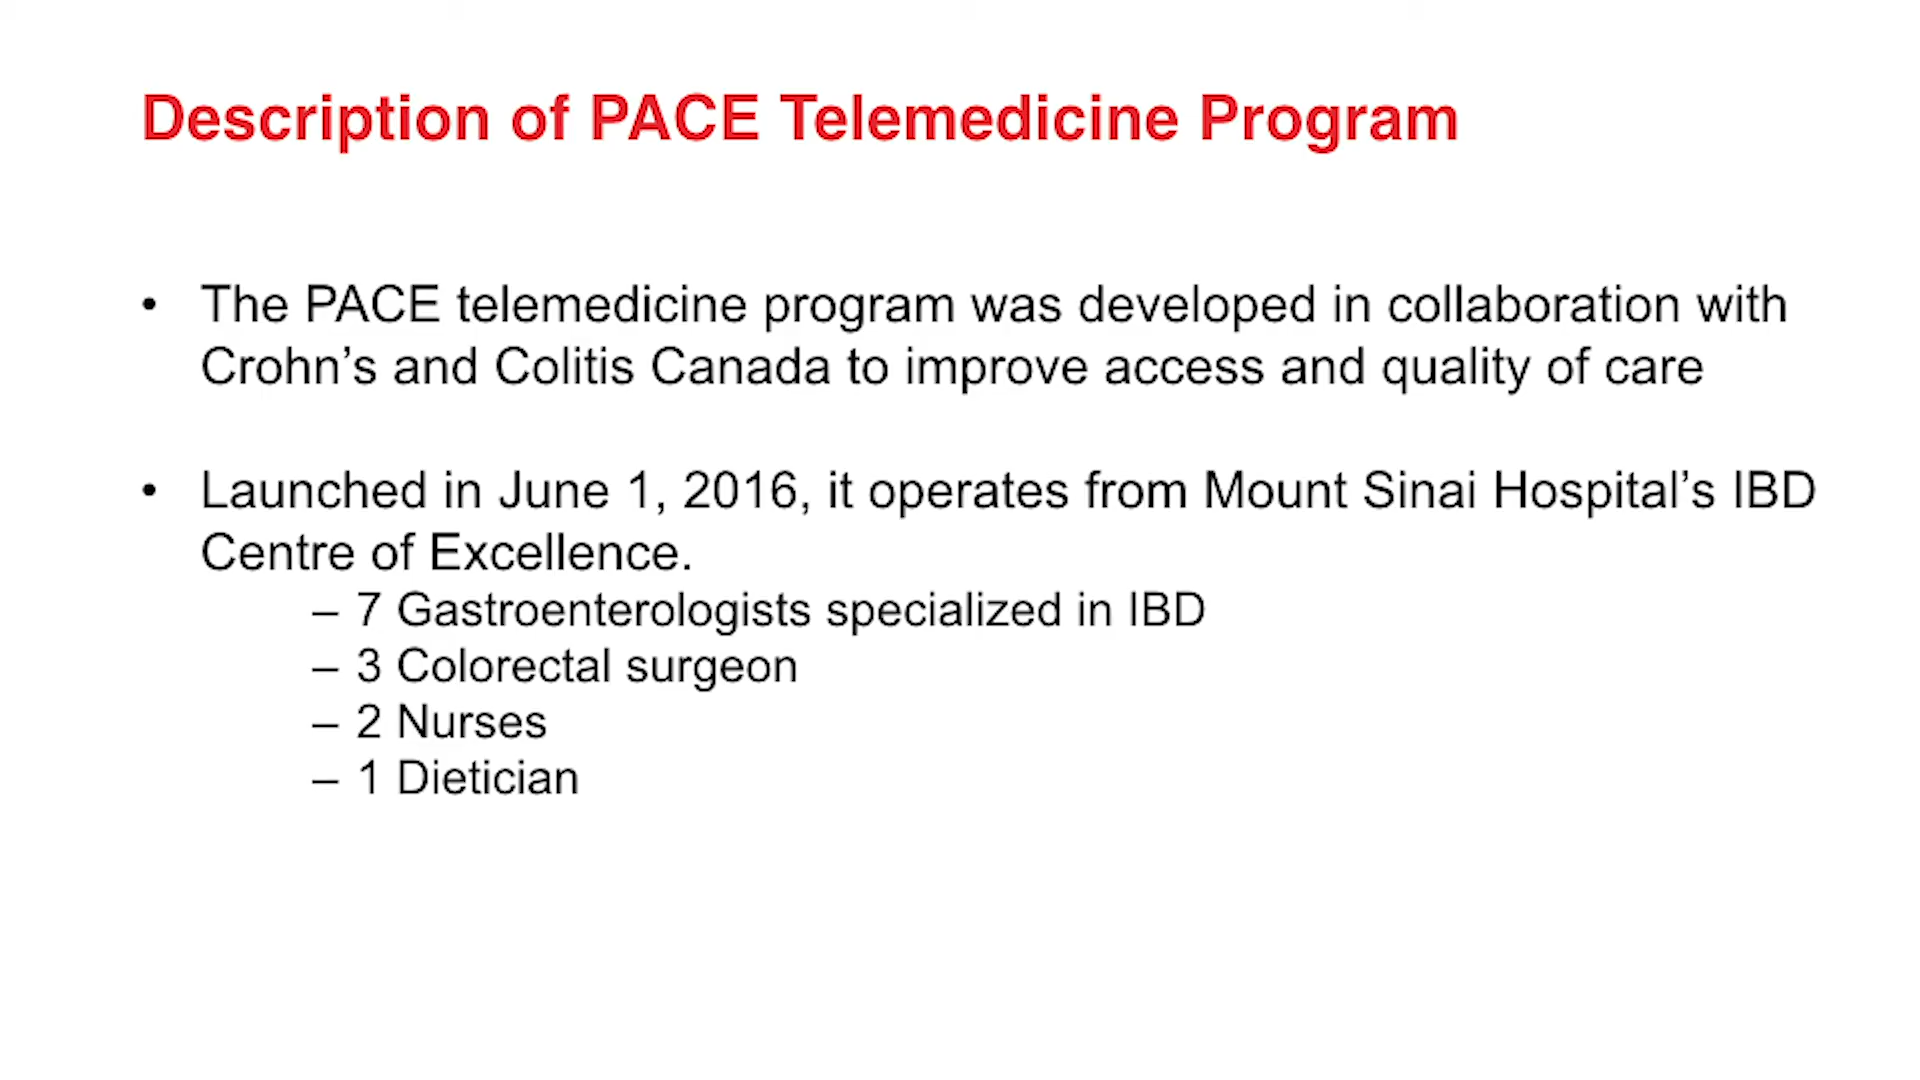 Description of PACE Telemedicine Program
• The PACE telemedicine program was developed in collaboration with
Crohn’s and Colitis Canada to improve access and quality of care
• Launched in June 1, 2016, it operates from Mount Sinai Hospital’s IBD
Centre of Excellence.
– 7 Gastroenterologists specialized in IBD
– 3 Colorectal surgeon
– 2 Nurses
– 1 Dietician